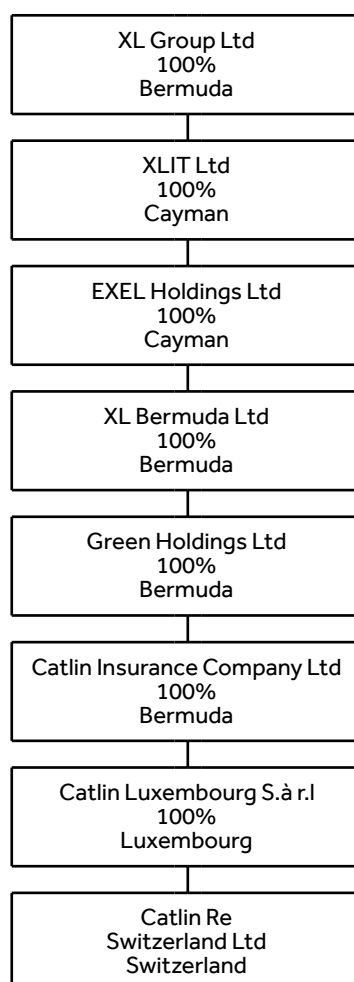 XL Group Ltd
100%
Bermuda
XLIT Ltd
100%
Cayman
EXEL Holdings Ltd
100%
Cayman
XL Bermuda Ltd
100%
Bermuda
Green Holdings Ltd
100%
Bermuda
Catlin Insurance Company Ltd
100%
Bermuda
Catlin Luxembourg S.à r.l
100%
Luxembourg
Catlin Re
Switzerland Ltd
Switzerland